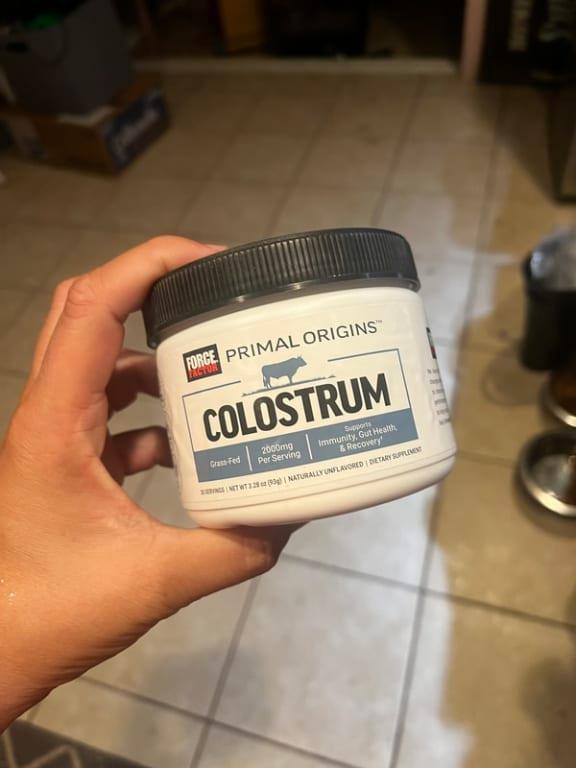 FORCE
FACTOR
PRIMAL ORIGINS™
COLOSTRUM
Grass-Fed
2000mg
Per Serving
Supports
Immunity, Gut Health,
& Recovery†
30 SERVINGS | NET WT 3.28 oz (93g) | NATURALLY UNFLAVORED | DIETARY SUPPLEMENT